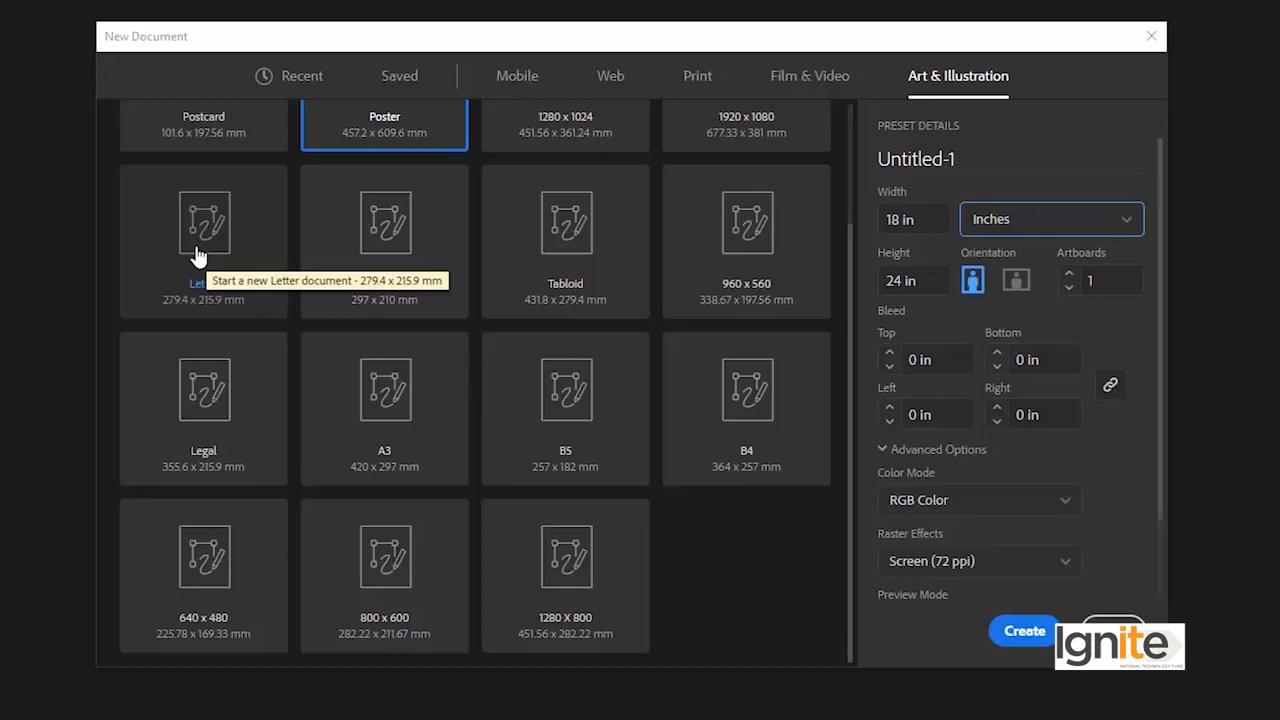 New Document
Recent
Saved
Mobile
Web
Print
Film & Video
Art & Illustration
Postcard
101.6 x 197.56 mm
Poster
457.2 x 609.6 mm
1280 x 1024
451.56 x 361.24 mm
1920 x 1080
677.33 x 381 mm
Start a new Letter document - 279.4 x 215.9 mm
279.4 x 215.9 mm
297 x 210 mm
Tabloid
431.8 x 279.4 mm
960 x 560
338.67 x 197.56 mm
Legal
355.6 x 215.9 mm
A3
420 x 297 mm
B5
257 x 182 mm
B4
364 x 257 mm
640 x 480
225.78 x 169.33 mm
800 x 600
282.22 x 211.67 mm
1280 X 800
451.56 x 282.22 mm
PRESET DETAILS
Untitled-1
Width
18 in
Inches
Height
Orientation
Artboards
24 in
1
Bleed
Top
Bottom
0 in
0 in
Left
Right
0 in
0 in
Advanced Options
Color Mode
RGB Color
Raster Effects
Screen (72 ppi)
Preview Mode
Create
Ignite
NATIONAL TECHNOLOGY FUND